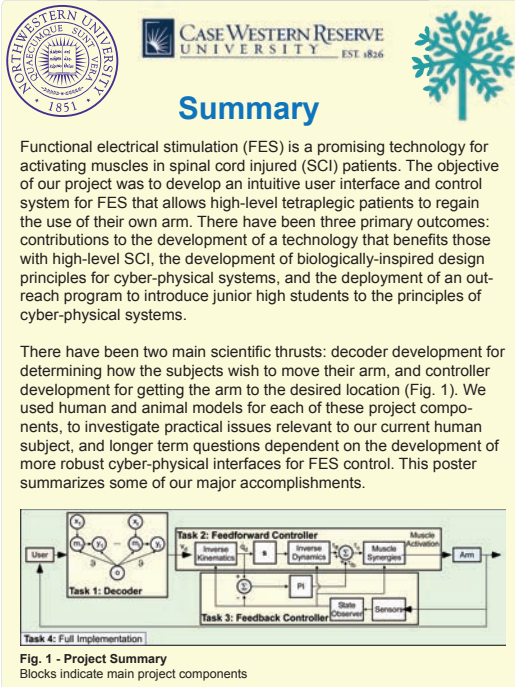 NORTHWESTERN UNIVERSITY
QUAECUMQUE SUNT VERA
1851
CASE WESTERN RESERVE
UNIVERSITY EST. 1826
Summary
Functional electrical stimulation (FES) is a promising technology for
activating muscles in spinal cord injured (SCI) patients. The objective
of our project was to develop an intuitive user interface and control
system for FES that allows high-level tetraplegic patients to regain
the use of their own arm. There have been three primary outcomes:
contributions to the development of a technology that benefits those
with high-level SCI, the development of biologically-inspired design
principles for cyber-physical systems, and the deployment of an out-
reach program to introduce junior high students to the principles of
cyber-physical systems.
There have been two main scientific thrusts: decoder development for
determining how the subjects wish to move their arm, and controller
development for getting the arm to the desired location (Fig. 1). We
used human and animal models for each of these project compo-
nents, to investigate practical issues relevant to our current human
subject, and longer term questions dependent on the development of
more robust cyber-physical interfaces for FES control. This poster
summarizes some of our major accomplishments.
User
Task 1: Decoder
Task 2: Feedforward Controller
Inverse
Kinematics
s
Inverse
Dynamics
Σ
Muscle
Synergies
Muscle
Activation
Arm
Σ
PI
Task 3: Feedback Controller
State
Observer
Sensors
Task 4: Full Implementation
Fig. 1 - Project Summary
Blocks indicate main project components